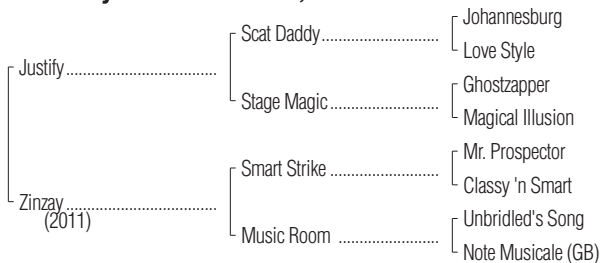 Johannesburg
Scat Daddy
Love Style
Justify
Ghostzapper
Stage Magic
Magical Illusion
Mr. Prospector
Smart Strike
Classy 'n Smart
Zinzay
(2011)
Unbridled's Song
Music Room
Note Musicale (GB)